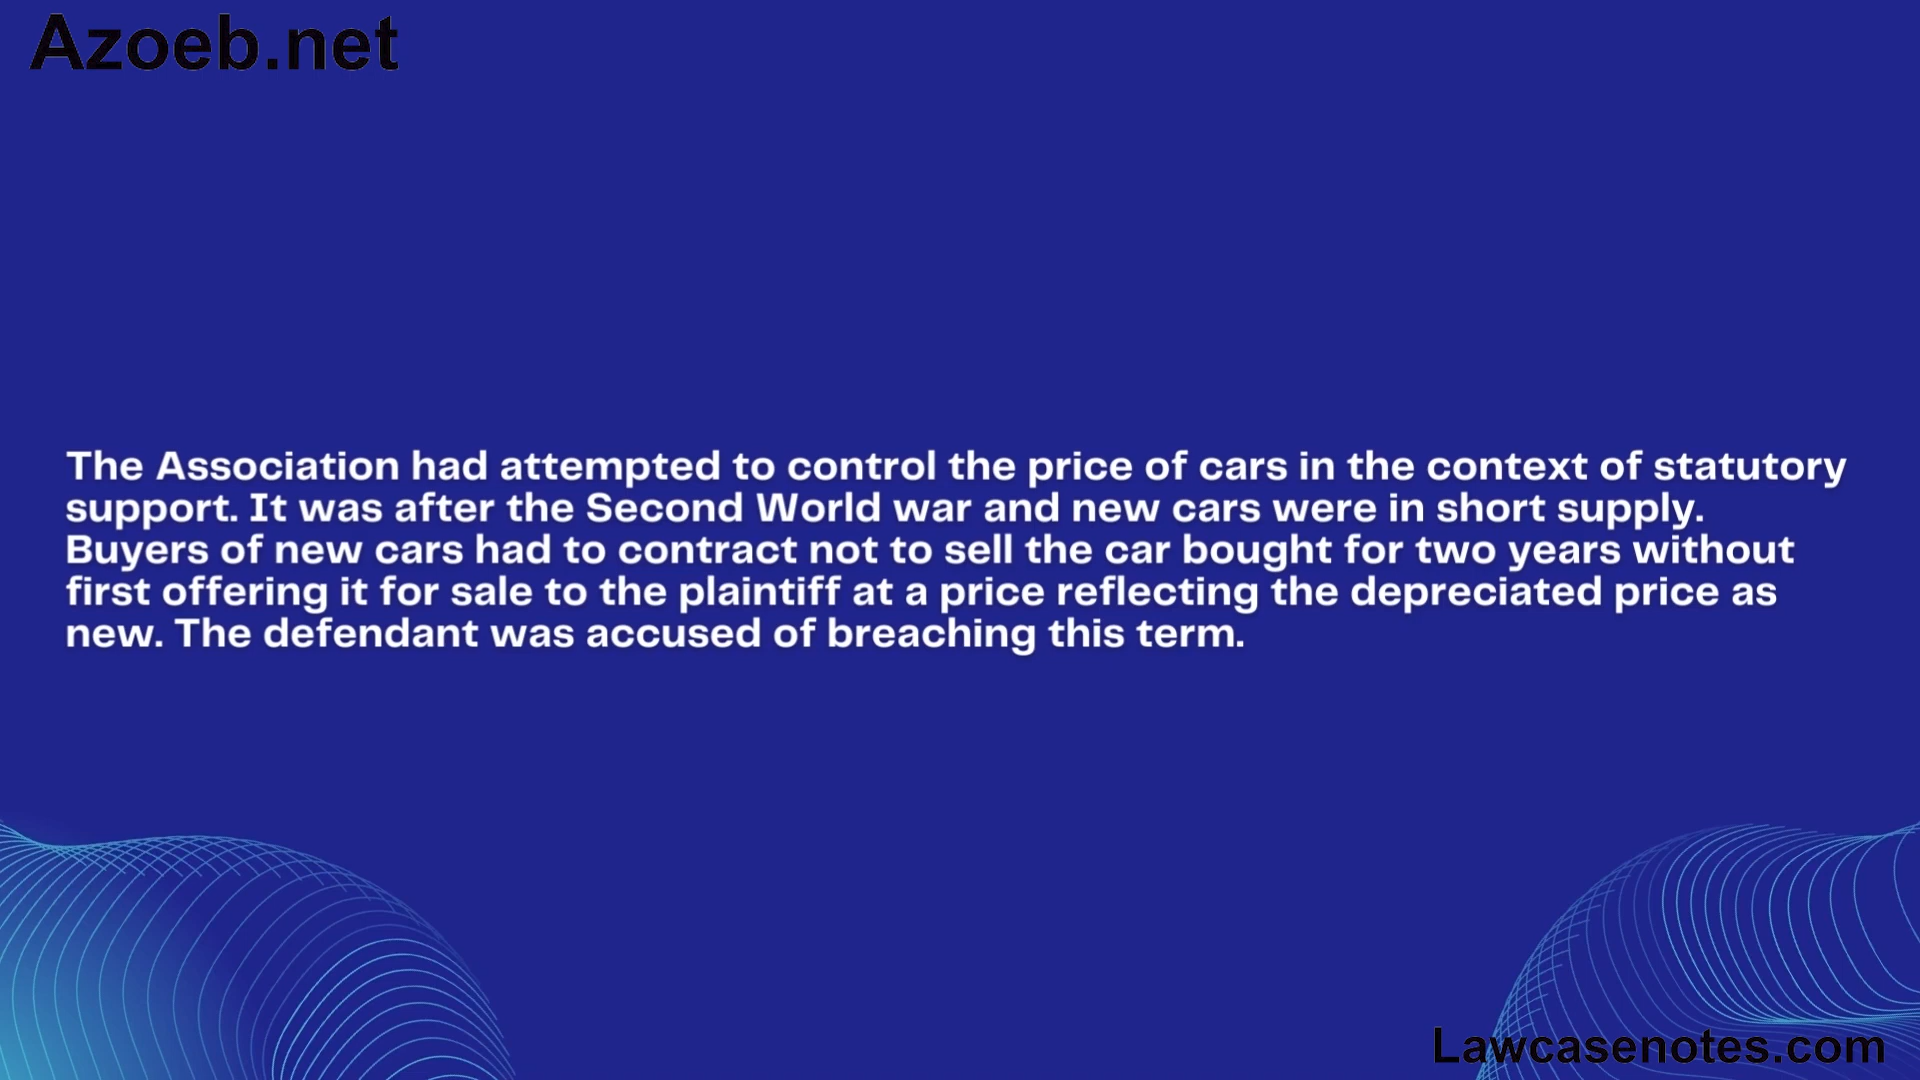 Azoeb.net
The Association had attempted to control the price of cars in the context of statutory
support. It was after the Second World war and new cars were in short supply.
Buyers of new cars had to contract not to sell the car bought for two years without
first offering it for sale to the plaintiff at a price reflecting the depreciated price as
new. The defendant was accused of breaching this term.
Lawcasenotes.com